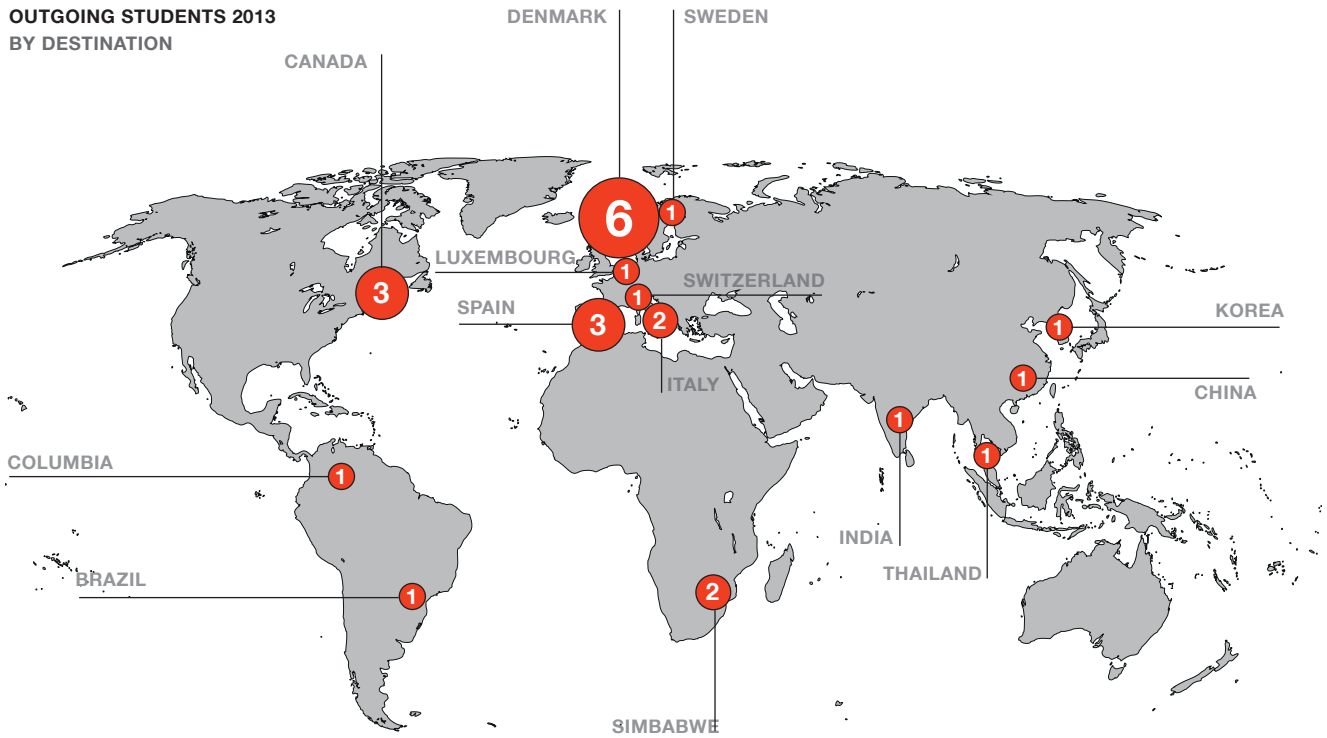 OUTGOING STUDENTS 2013
BY DESTINATION
DENMARK
SWEDEN
CANADA
6
1
LUXEMBOURG
1
SWITZERLAND
1
3
SPAIN
3
2
KOREA
1
ITALY
1
CHINA
1
COLUMBIA
1
1
INDIA
THAILAND
BRAZIL
1
2
SIMBABWE